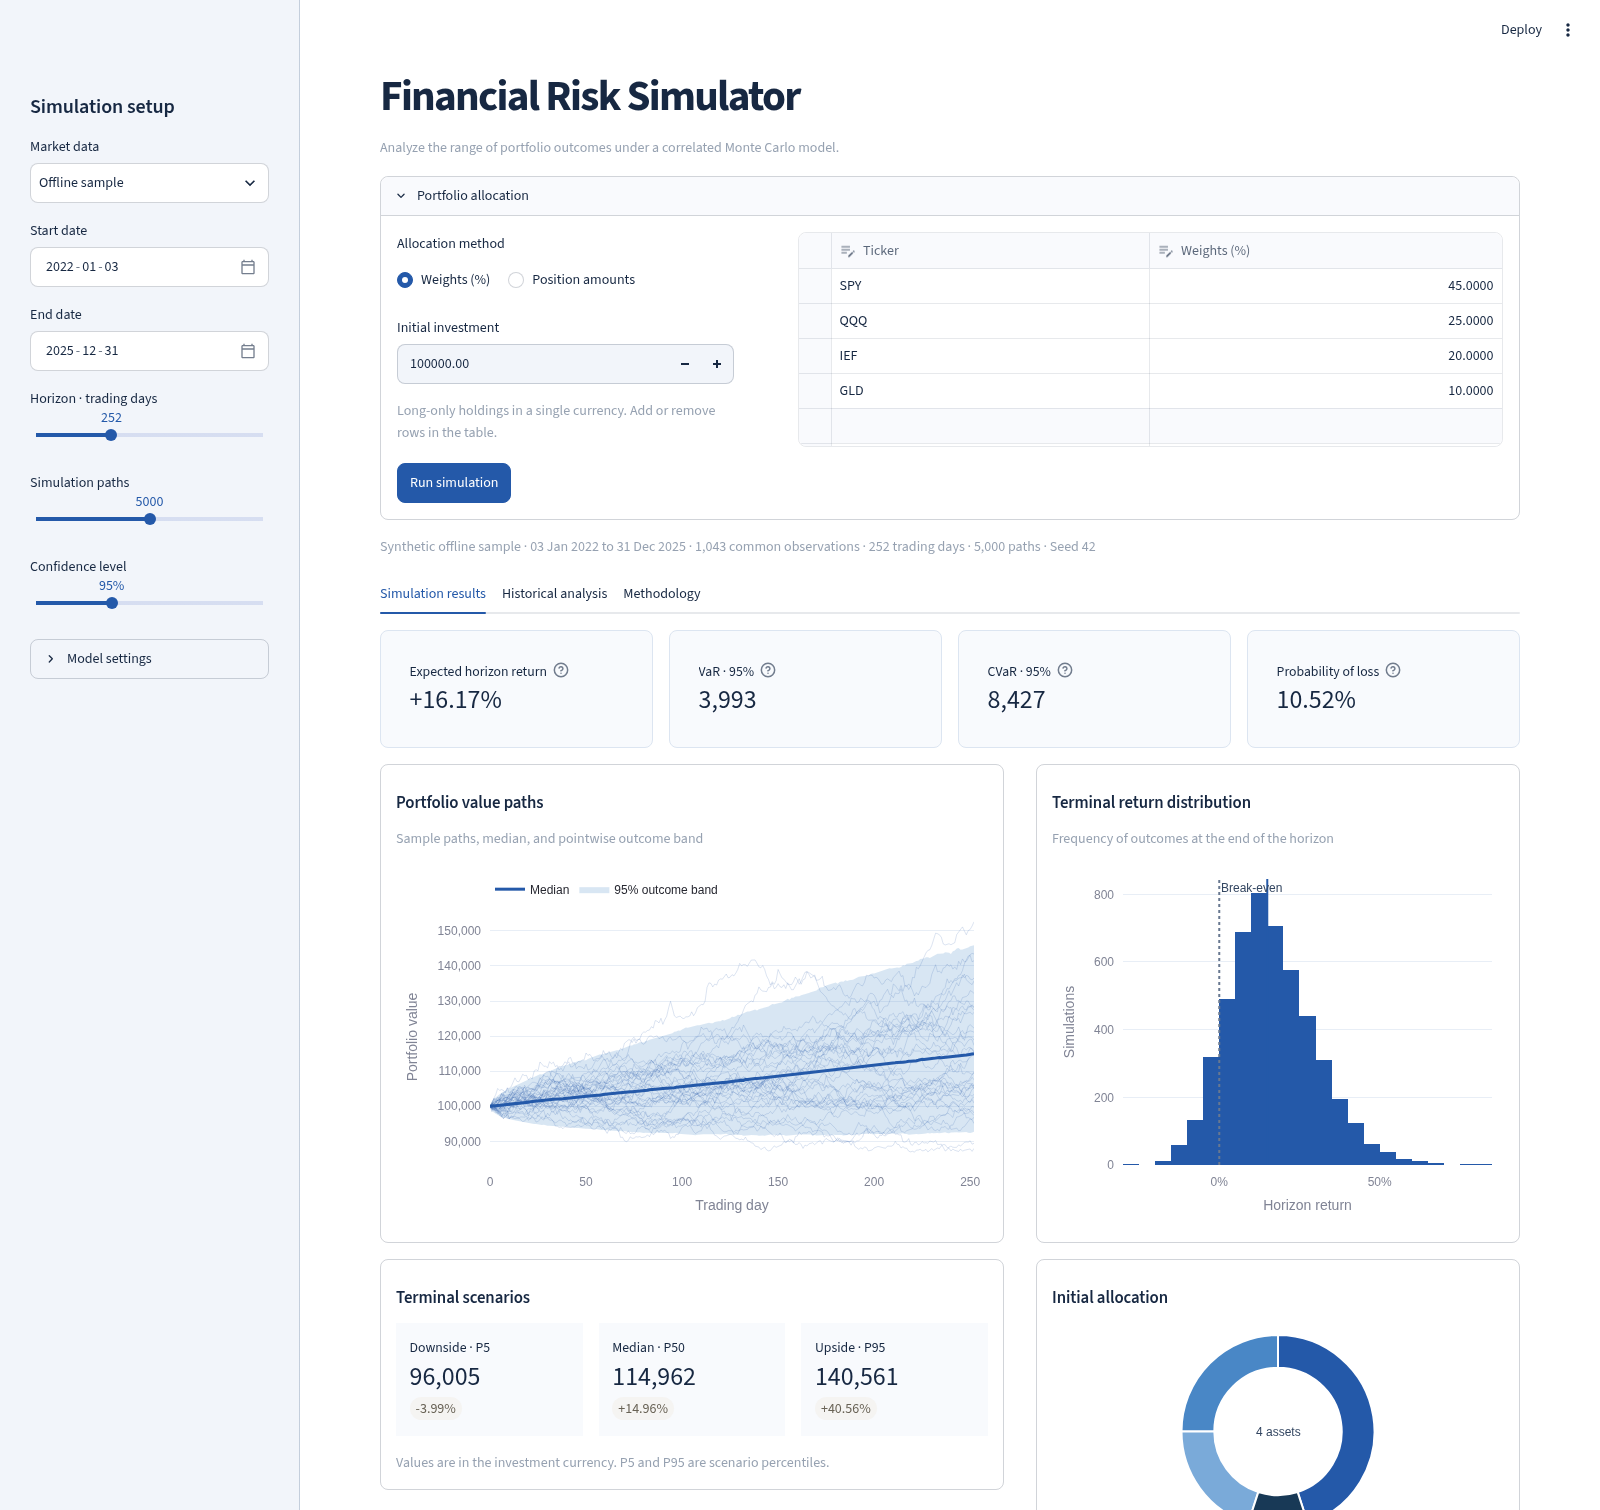 Deploy
Simulation setup
Market data
Offline sample
Start date
2022-01-03
End date
2025-12-31
Horizon · trading days
252
Simulation paths
5000
Confidence level
95%
Model settings
Financial Risk Simulator
Analyze the range of portfolio outcomes under a correlated Monte Carlo model.
Portfolio allocation
Allocation method
Weights (%) Position amounts
Initial investment
100000.00
Long-only holdings in a single currency. Add or remove
rows in the table.
Run simulation
Ticker Weights (%)
SPY 45.0000
QQQ 25.0000
IEF 20.0000
GLD 10.0000
Synthetic offline sample · 03 Jan 2022 to 31 Dec 2025 · 1,043 common observations · 252 trading days · 5,000 paths · Seed 42
Simulation results Historical analysis Methodology
Expected horizon return
+16.17%
VaR · 95%
3,993
CVaR · 95%
8,427
Probability of loss
10.52%
Portfolio value paths
Sample paths, median, and pointwise outcome band
Median 95% outcome band
150,000
140,000
130,000
120,000
110,000
100,000
90,000
Portfolio value
0 50 100 150 200 250
Trading day
Terminal return distribution
Frequency of outcomes at the end of the horizon
Break-even
800
600
400
200
0
Simulations
0% 50%
Horizon return
Terminal scenarios
Downside · P5
96,005
-3.99%
Median · P50
114,962
+14.96%
Upside · P95
140,561
+40.56%
Values are in the investment currency. P5 and P95 are scenario percentiles.
Initial allocation
4 assets